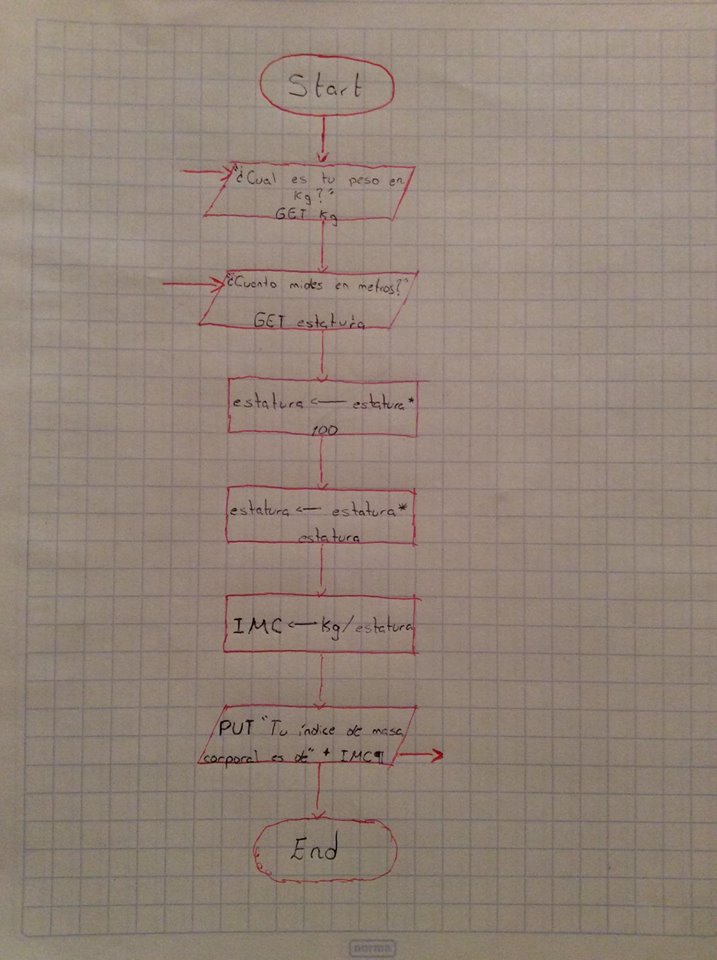 Start
"¿Cual es tu peso en
kg?"
GET kg
"¿Cuanto mides en metros?"
GET estatura
estatura ← estatura*
100
estatura ← estatura*
estatura
IMC ← kg/estatura
PUT "Tu índice de masa
corporal es de" + IMC¶
End
norma